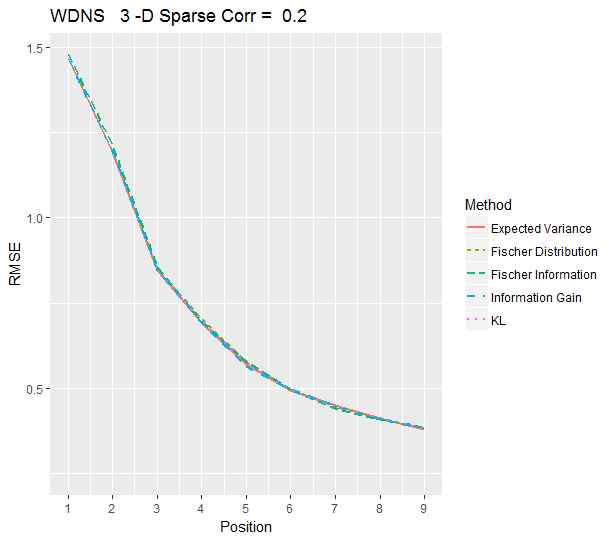 WDNS 3 -D Sparse Corr = 0.2
1.5
1.0
0.5
RMSE
1
2
3
4
5
6
7
8
9
Position
Method
Expected Variance
Fischer Distribution
Fischer Information
Information Gain
KL